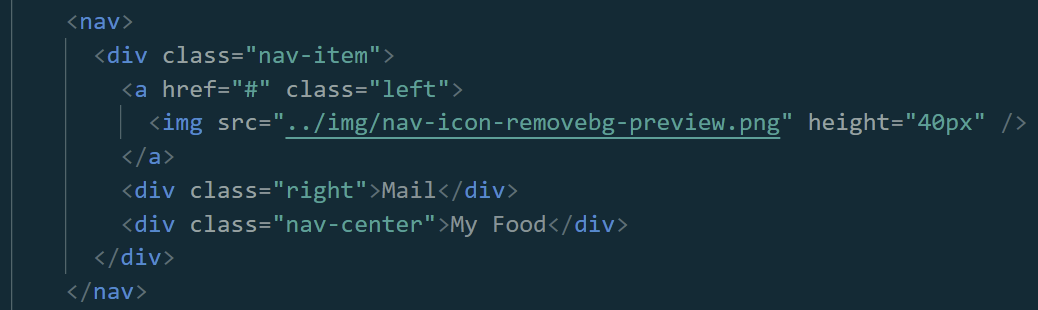 <nav>
<div class="nav-item">
<a href="#" class="left">
<img src="../img/nav-icon-removebg-preview.png" height="40px" />
</a>
<div class="right">Mail</div>
<div class="nav-center">My Food</div>
</div>
</nav>